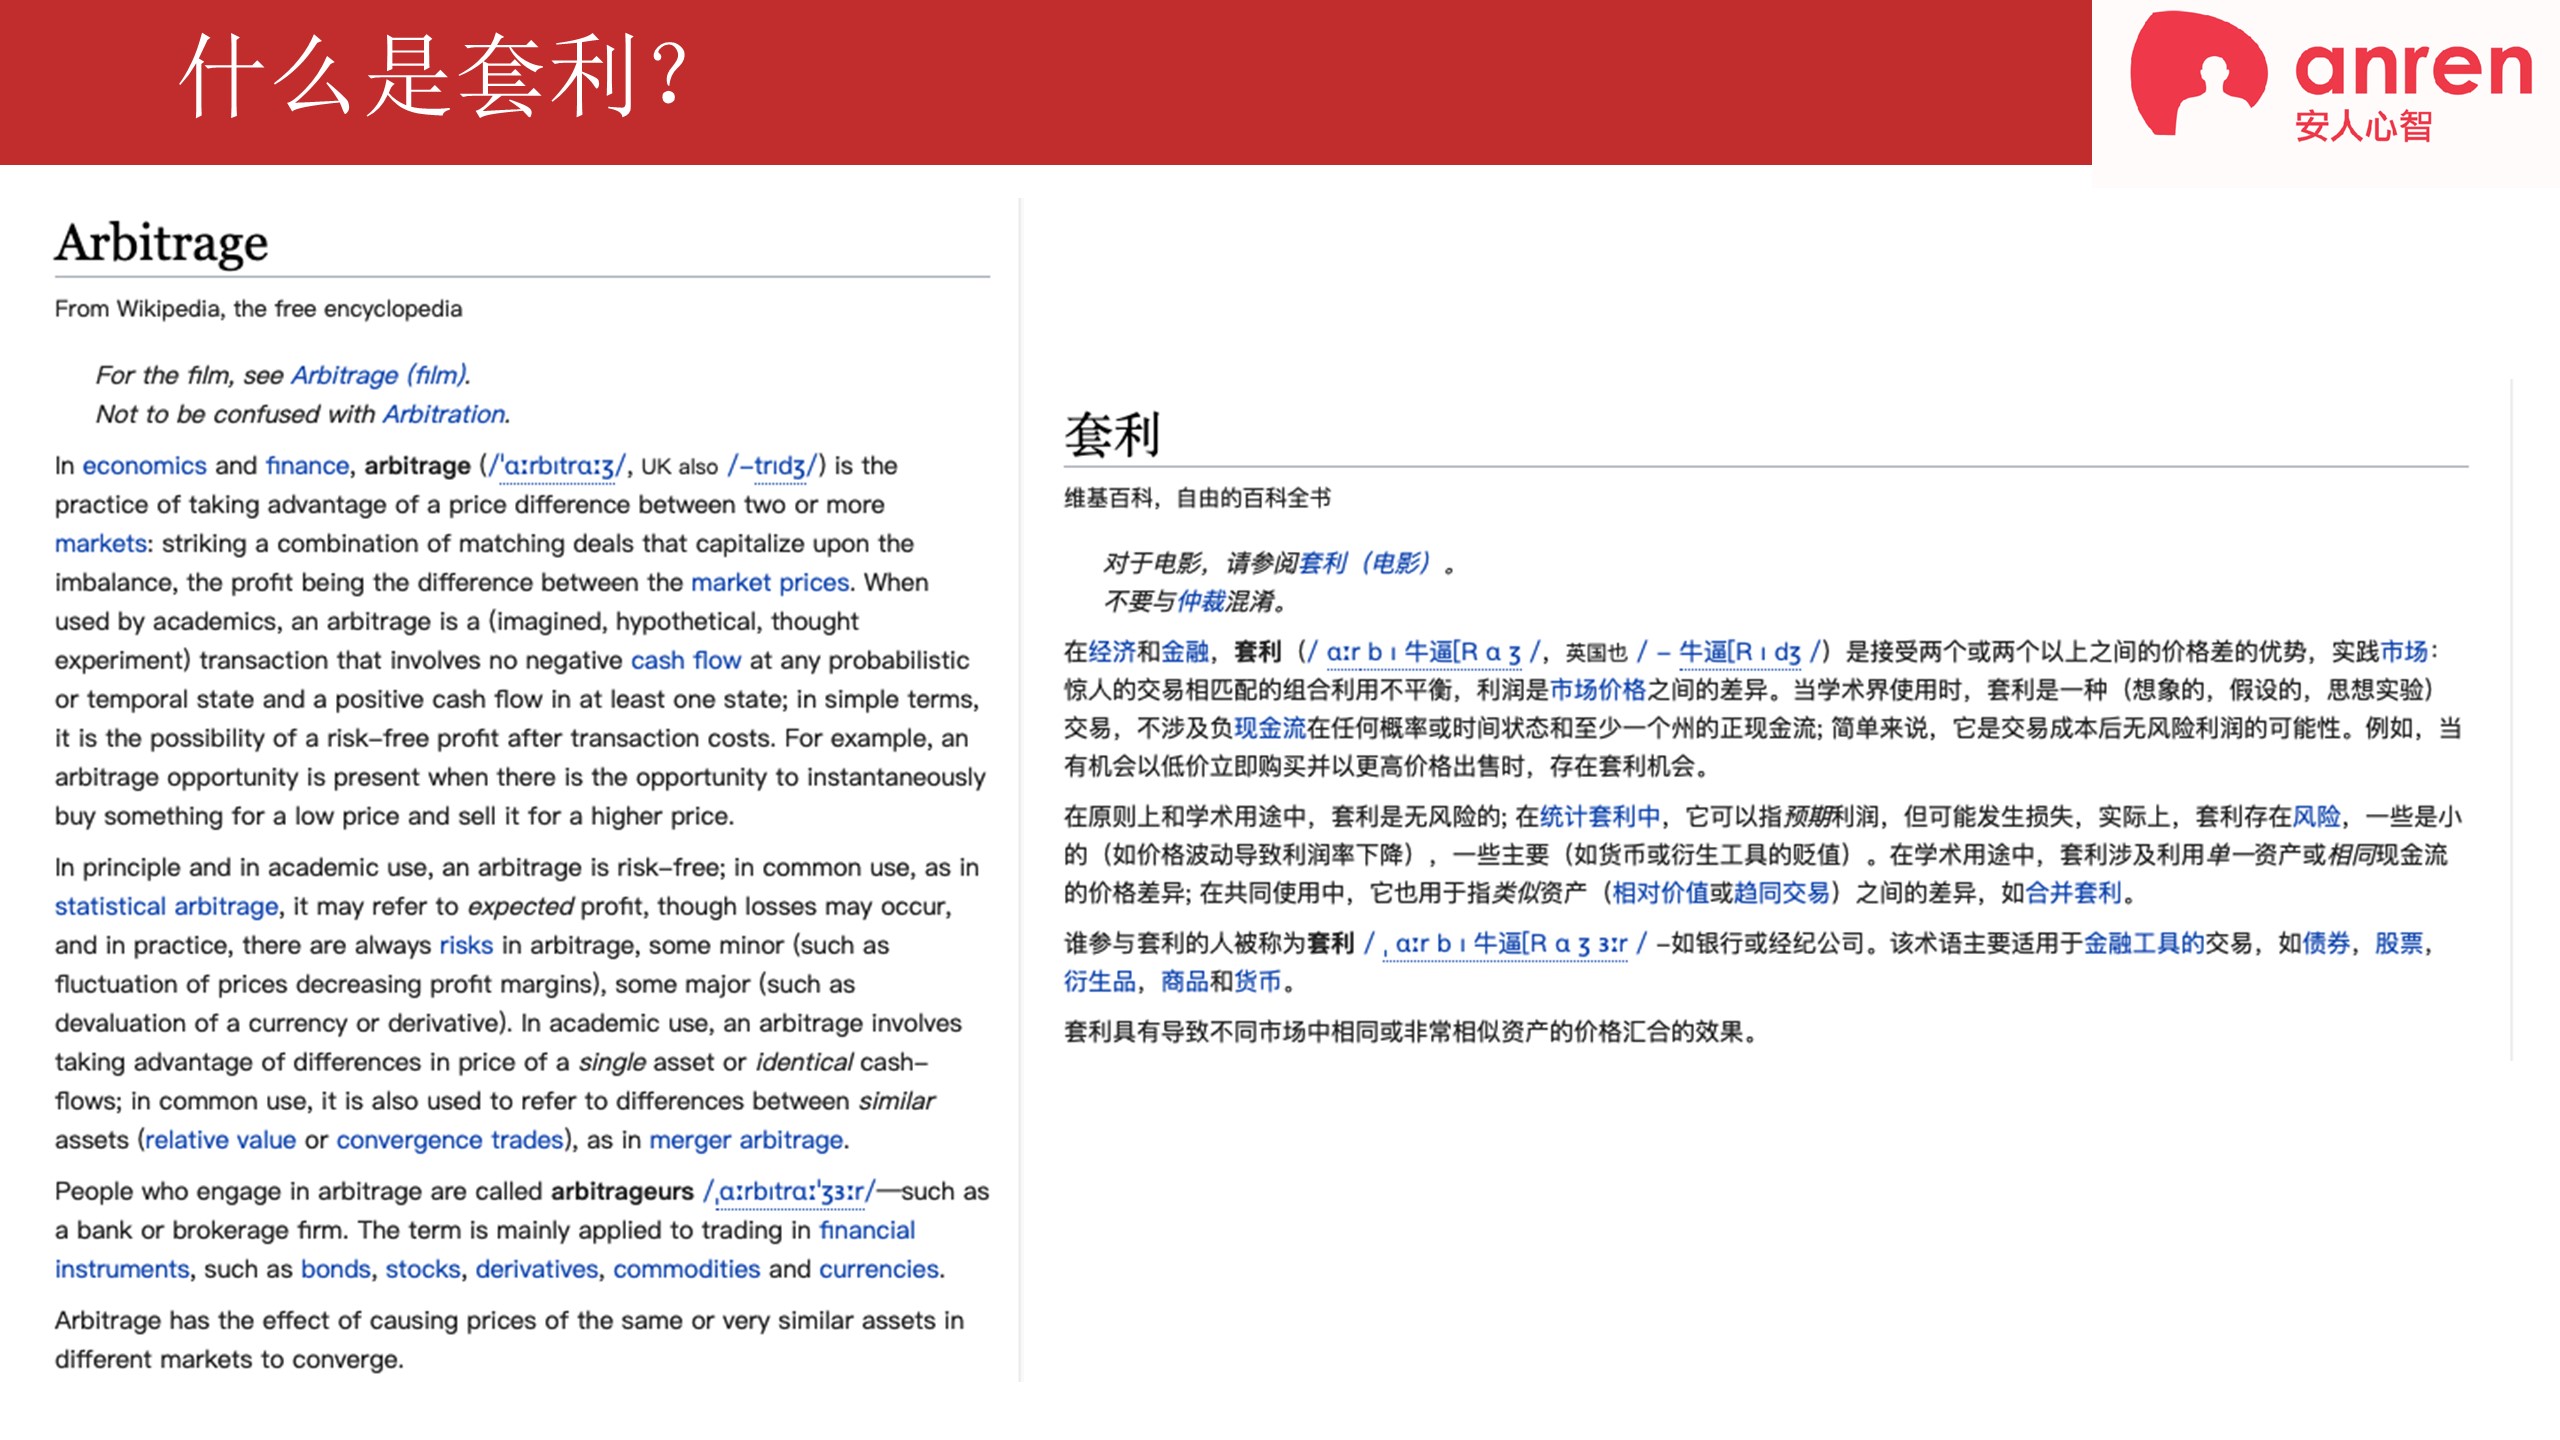 什么是套利？
anren
安人心智
Arbitrage
From Wikipedia, the free encyclopedia
For the film, see Arbitrage (film).
Not to be confused with Arbitration.
In economics and finance, arbitrage (/ˈɑːrbɪtrɑːʒ/, UK also /–trɪdʒ/) is the
practice of taking advantage of a price difference between two or more
markets: striking a combination of matching deals that capitalize upon the
imbalance, the profit being the difference between the market prices. When
used by academics, an arbitrage is a (imagined, hypothetical, thought
experiment) transaction that involves no negative cash flow at any probabilistic
or temporal state and a positive cash flow in at least one state; in simple terms,
it is the possibility of a risk–free profit after transaction costs. For example, an
arbitrage opportunity is present when there is the opportunity to instantaneously
buy something for a low price and sell it for a higher price.
In principle and in academic use, an arbitrage is risk–free; in common use, as in
statistical arbitrage, it may refer to expected profit, though losses may occur,
and in practice, there are always risks in arbitrage, some minor (such as
fluctuation of prices decreasing profit margins), some major (such as
devaluation of a currency or derivative). In academic use, an arbitrage involves
taking advantage of differences in price of a single asset or identical cash–
flows; in common use, it is also used to refer to differences between similar
assets (relative value or convergence trades), as in merger arbitrage.
People who engage in arbitrage are called arbitrageurs /ˌɑːrbɪtrɑːˈʒɜːr/—such as
a bank or brokerage firm. The term is mainly applied to trading in financial
instruments, such as bonds, stocks, derivatives, commodities and currencies.
Arbitrage has the effect of causing prices of the same or very similar assets in
different markets to converge.
套利
维基百科，自由的百科全书
对于电影，请参阅套利（电影）。
不要与仲裁混淆。
在经济和金融，套利（/ ɑːr b ɪ 牛逼[R ɑ ʒ /，英国也 / – 牛逼[R ɪ dʒ /）是接受两个或两个以上之间的价格差的优势，实践市场：
惊人的交易相匹配的组合利用不平衡，利润是市场价格之间的差异。当学术界使用时，套利是一种（想象的，假设的，思想实验）
交易，不涉及负现金流在任何概率或时间状态和至少一个州的正现金流; 简单来说，它是交易成本后无风险利润的可能性。例如，当
有机会以低价立即购买并以更高价格出售时，存在套利机会。
在原则上和学术用途中，套利是无风险的; 在统计套利中，它可以指预期利润，但可能发生损失，实际上，套利存在风险，一些是小
的（如价格波动导致利润率下降），一些主要（如货币或衍生工具的贬值）。在学术用途中，套利涉及利用单一资产或相同现金流
的价格差异; 在共同使用中，它也用于指类似资产（相对价值或趋同交易）之间的差异，如合并套利。
谁参与套利的人被称为套利 / ˌ ɑːr b ɪ 牛逼[R ɑ ʒ ɜːr / –如银行或经纪公司。该术语主要适用于金融工具的交易，如债券，股票，
衍生品，商品和货币。
套利具有导致不同市场中相同或非常相似资产的价格汇合的效果。